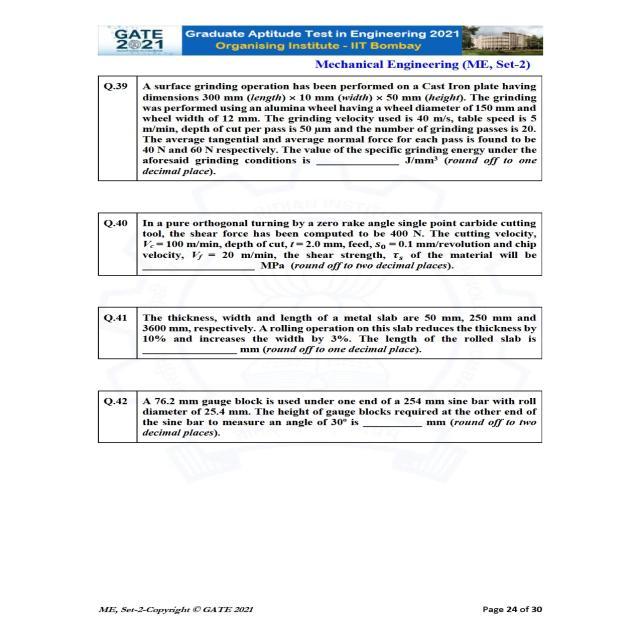 GATE
2021
Graduate Aptitude Test in Engineering 2021
Organising Institute - IIT Bombay
Mechanical Engineering (ME, Set-2)
Q.39 A surface grinding operation has been performed on a Cast Iron plate having
dimensions 300 mm (length) × 10 mm (width) × 50 mm (height). The grinding
was performed using an alumina wheel having a wheel diameter of 150 mm and
wheel width of 12 mm. The grinding velocity used is 40 m/s, table speed is 5
m/min, depth of cut per pass is 50 µm and the number of grinding passes is 20.
The average tangential and average normal force for each pass is found to be
40 N and 60 N respectively. The value of the specific grinding energy under the
aforesaid grinding conditions is ______________ J/mm³ (round off to one
decimal place).
Q.40 In a pure orthogonal turning by a zero rake angle single point carbide cutting
tool, the shear force has been computed to be 400 N. The cutting velocity,
Vc = 100 m/min, depth of cut, t = 2.0 mm, feed, s0 = 0.1 mm/revolution and chip
velocity, Vf = 20 m/min, the shear strength, τs of the material will be
___________________ MPa (round off to two decimal places).
Q.41 The thickness, width and length of a metal slab are 50 mm, 250 mm and
3600 mm, respectively. A rolling operation on this slab reduces the thickness by
10% and increases the width by 3%. The length of the rolled slab is
________________ mm (round off to one decimal place).
Q.42 A 76.2 mm gauge block is used under one end of a 254 mm sine bar with roll
diameter of 25.4 mm. The height of gauge blocks required at the other end of
the sine bar to measure an angle of 30° is __________ mm (round off to two
decimal places).
ME, Set-2-Copyright © GATE 2021
Page 24 of 30